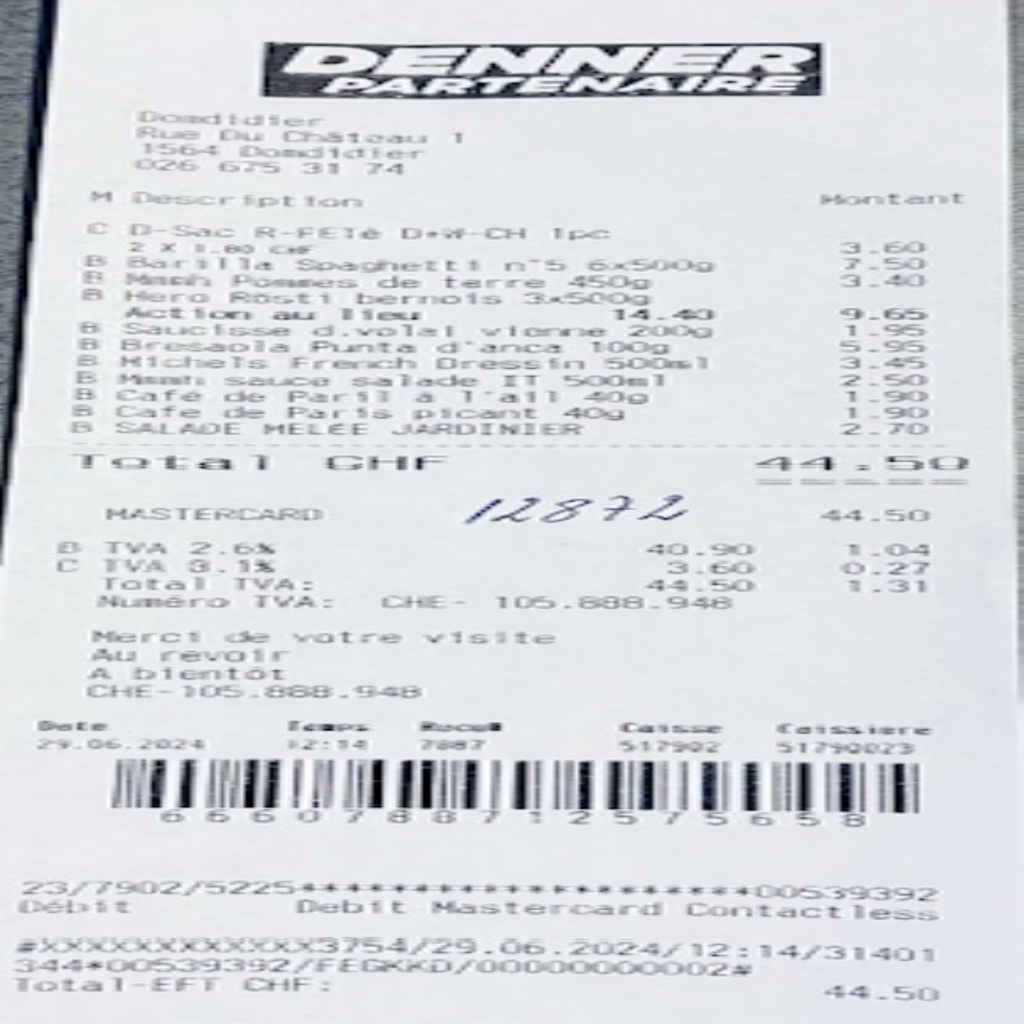 DENNER
PARTENAIRE
Domdidier
Rue Du Château 1
1564 Domdidier
026 675 31 74
M Description Montant
C D-Sac R-FETè D+W-CH 1pc
2 X 1.80 CHF 3.60
B Barilla Spaghetti n°5 6x500g 7.50
B Mmmh Pommes de terre 450g 3.40
B Hero Rösti bernois 3x500g
Action au lieu 14.40 9.65
B Saucisse d.volai vienne 200g 1.95
B Bresaola Punta d'anca 100g 5.95
B Michels French Dressin 500ml 3.45
B Mmmh sauce salade IT 500ml 2.50
B Café de Paril à l'ail 40g 1.90
B Cafe de Paris picant 40g 1.90
B SALADE MELÉE JARDINIER 2.70
Total CHF 44.50
MASTERCARD 12872 44.50
B TVA 2.6% 40.90 1.04
C TVA 8.1% 3.60 0.27
Total TVA: 44.50 1.31
Numéro TVA: CHE- 105.888.948
Merci de votre visite
Au revoir
A bientôt
CHE-105.888.948
Date Temps Recu# Caisse Caissiere
29.06.2024 12:14 7887 517902 51790023
6660788712575658
23/7902/5225*********************00539392
Débit Debit Mastercard Contactless
#XXXXXXXXXXXX3754/29.06.2024/12:14/31401
344*00539392/FEGKKD/00000000002#
Total-EFT CHF: 44.50